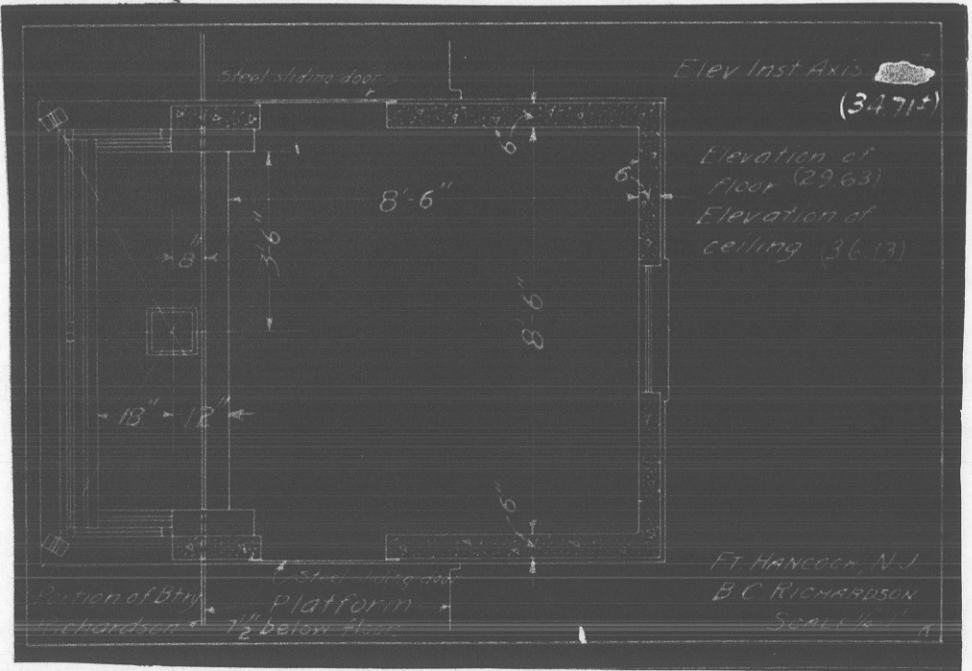 Steel sliding door
Elev Inst Axis
(34.71±)
6"
6"
Elevation of
floor (29.63)
8'-6"
Elevation of
ceiling (36.13)
3'-6"
8"
8'-6"
18"
12"
6"
Ft Hancock, N.J.
Steel sliding door
B C Richardson
Portion of Btry
Platform
Richardson
7½" below floor
Scale